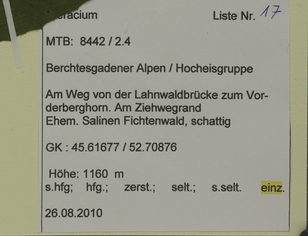 Hieracium Liste Nr. 17
MTB: 8442 / 2.4
Berchtesgadener Alpen / Hocheisgruppe
Am Weg von der Lahnwaldbrücke zum Vor-
derberghorn. Am Ziehwegrand
Ehem. Salinen Fichtenwald, schattig
GK : 45.61677 / 52.70876
Höhe: 1160 m
s.hfg; hfg.; zerst.; selt.; s.selt. einz.
26.08.2010